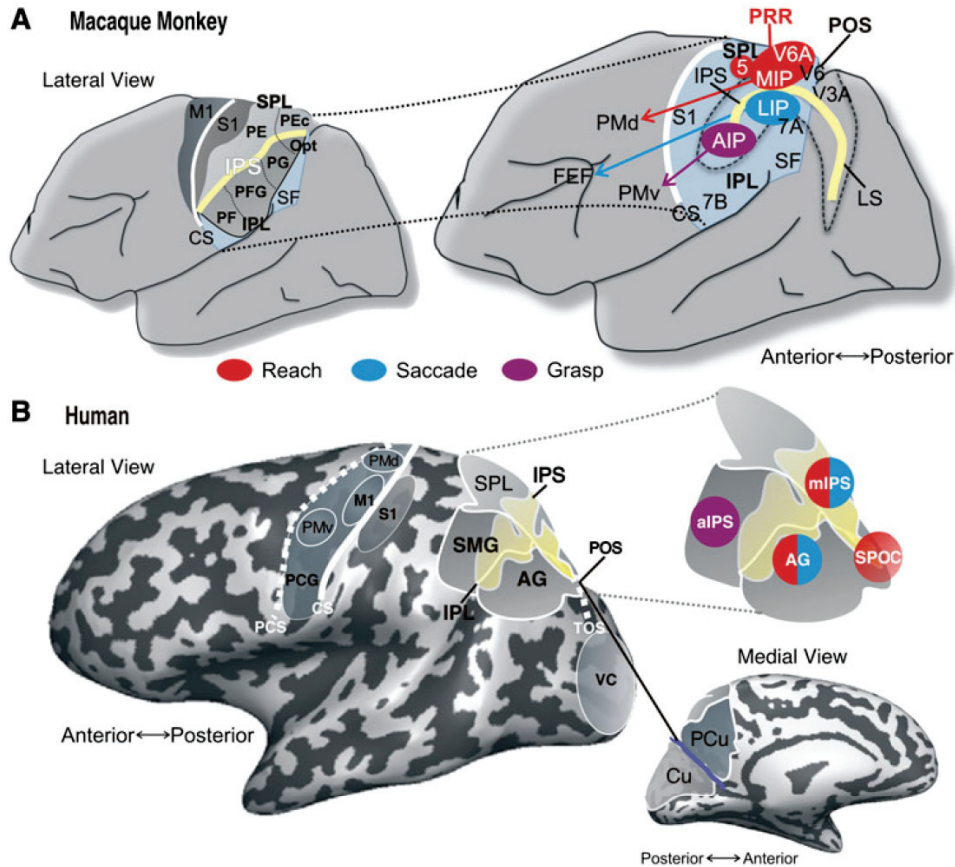 A Macaque Monkey
Lateral View
M1
S1
SPL
PE
PEc
Opt
IPS
PG
PFG
SF
PF
IPL
CS
PRR
POS
SPL
V6A
5
MIP
V6
V3A
IPS
LIP
S1
PMd
7A
AIP
SF
FEF
IPL
PMv
7B
CS
LS
Reach
Saccade
Grasp
Anterior↔Posterior
B Human
Lateral View
PMd
SPL
IPS
M1
S1
PMv
SMG
POS
PCG
AG
CS
IPL
PCS
TOS
VC
Anterior↔Posterior
mIPS
aIPS
AG
SPOC
Medial View
PCu
Cu
Posterior↔Anterior